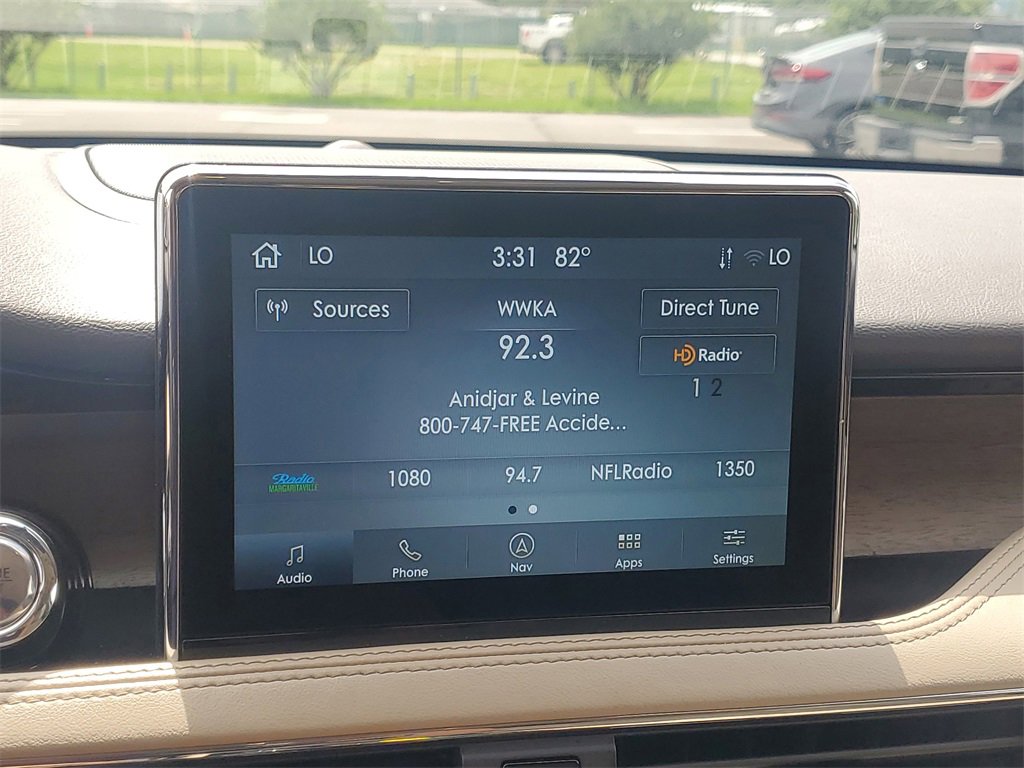 LO 3:31 82° LO
Sources WWKA Direct Tune
92.3 HD Radio
1 2
Anidjar & Levine
800-747-FREE Accide...
Radio
MARGARITAVILLE 1080 94.7 NFLRadio 1350
Audio Phone Nav Apps Settings